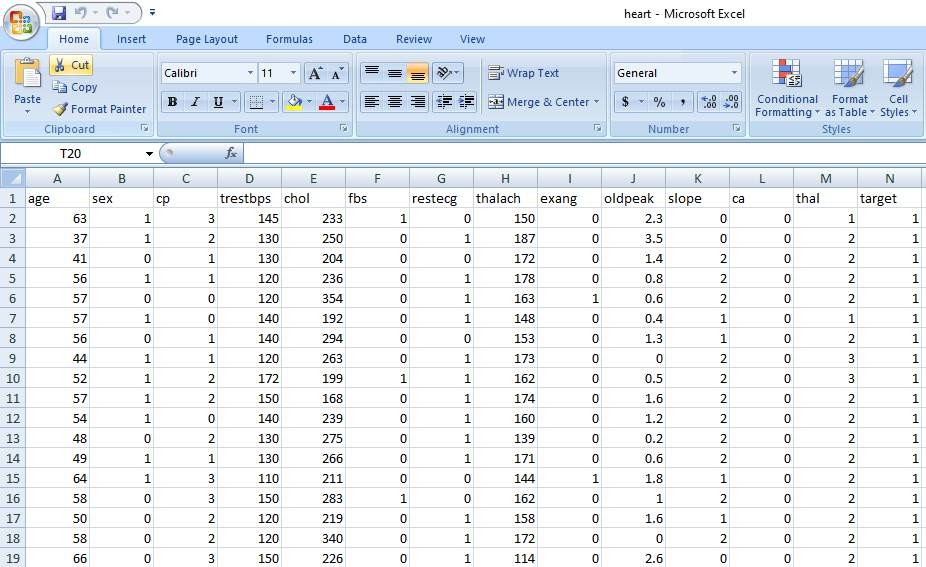 heart - Microsoft Excel
Home Insert Page Layout Formulas Data Review View
Paste
Cut
Copy
Format Painter
Clipboard
Calibri 11 A A
B I U A
Font
Wrap Text
Merge & Center
Alignment
General
$ % , .0 .00 .00 .0
Number
Conditional Formatting
Format as Table
Cell Styles
Styles
T20 fx
A B C D E F G H I J K L M N
1 age sex cp trestbps chol fbs restecg thalach exang oldpeak slope ca thal target
2 63 1 3 145 233 1 0 150 0 2.3 0 0 1 1
3 37 1 2 130 250 0 1 187 0 3.5 0 0 2 1
4 41 0 1 130 204 0 0 172 0 1.4 2 0 2 1
5 56 1 1 120 236 0 1 178 0 0.8 2 0 2 1
6 57 0 0 120 354 0 1 163 1 0.6 2 0 2 1
7 57 1 0 140 192 0 1 148 0 0.4 1 0 1 1
8 56 0 1 140 294 0 0 153 0 1.3 1 0 2 1
9 44 1 1 120 263 0 1 173 0 0 2 0 3 1
10 52 1 2 172 199 1 1 162 0 0.5 2 0 3 1
11 57 1 2 150 168 0 1 174 0 1.6 2 0 2 1
12 54 1 0 140 239 0 1 160 0 1.2 2 0 2 1
13 48 0 2 130 275 0 1 139 0 0.2 2 0 2 1
14 49 1 1 130 266 0 1 171 0 0.6 2 0 2 1
15 64 1 3 110 211 0 0 144 1 1.8 1 0 2 1
16 58 0 3 150 283 1 0 162 0 1 2 0 2 1
17 50 0 2 120 219 0 1 158 0 1.6 1 0 2 1
18 58 0 2 120 340 0 1 172 0 0 2 0 2 1
19 66 0 3 150 226 0 1 114 0 2.6 0 0 2 1